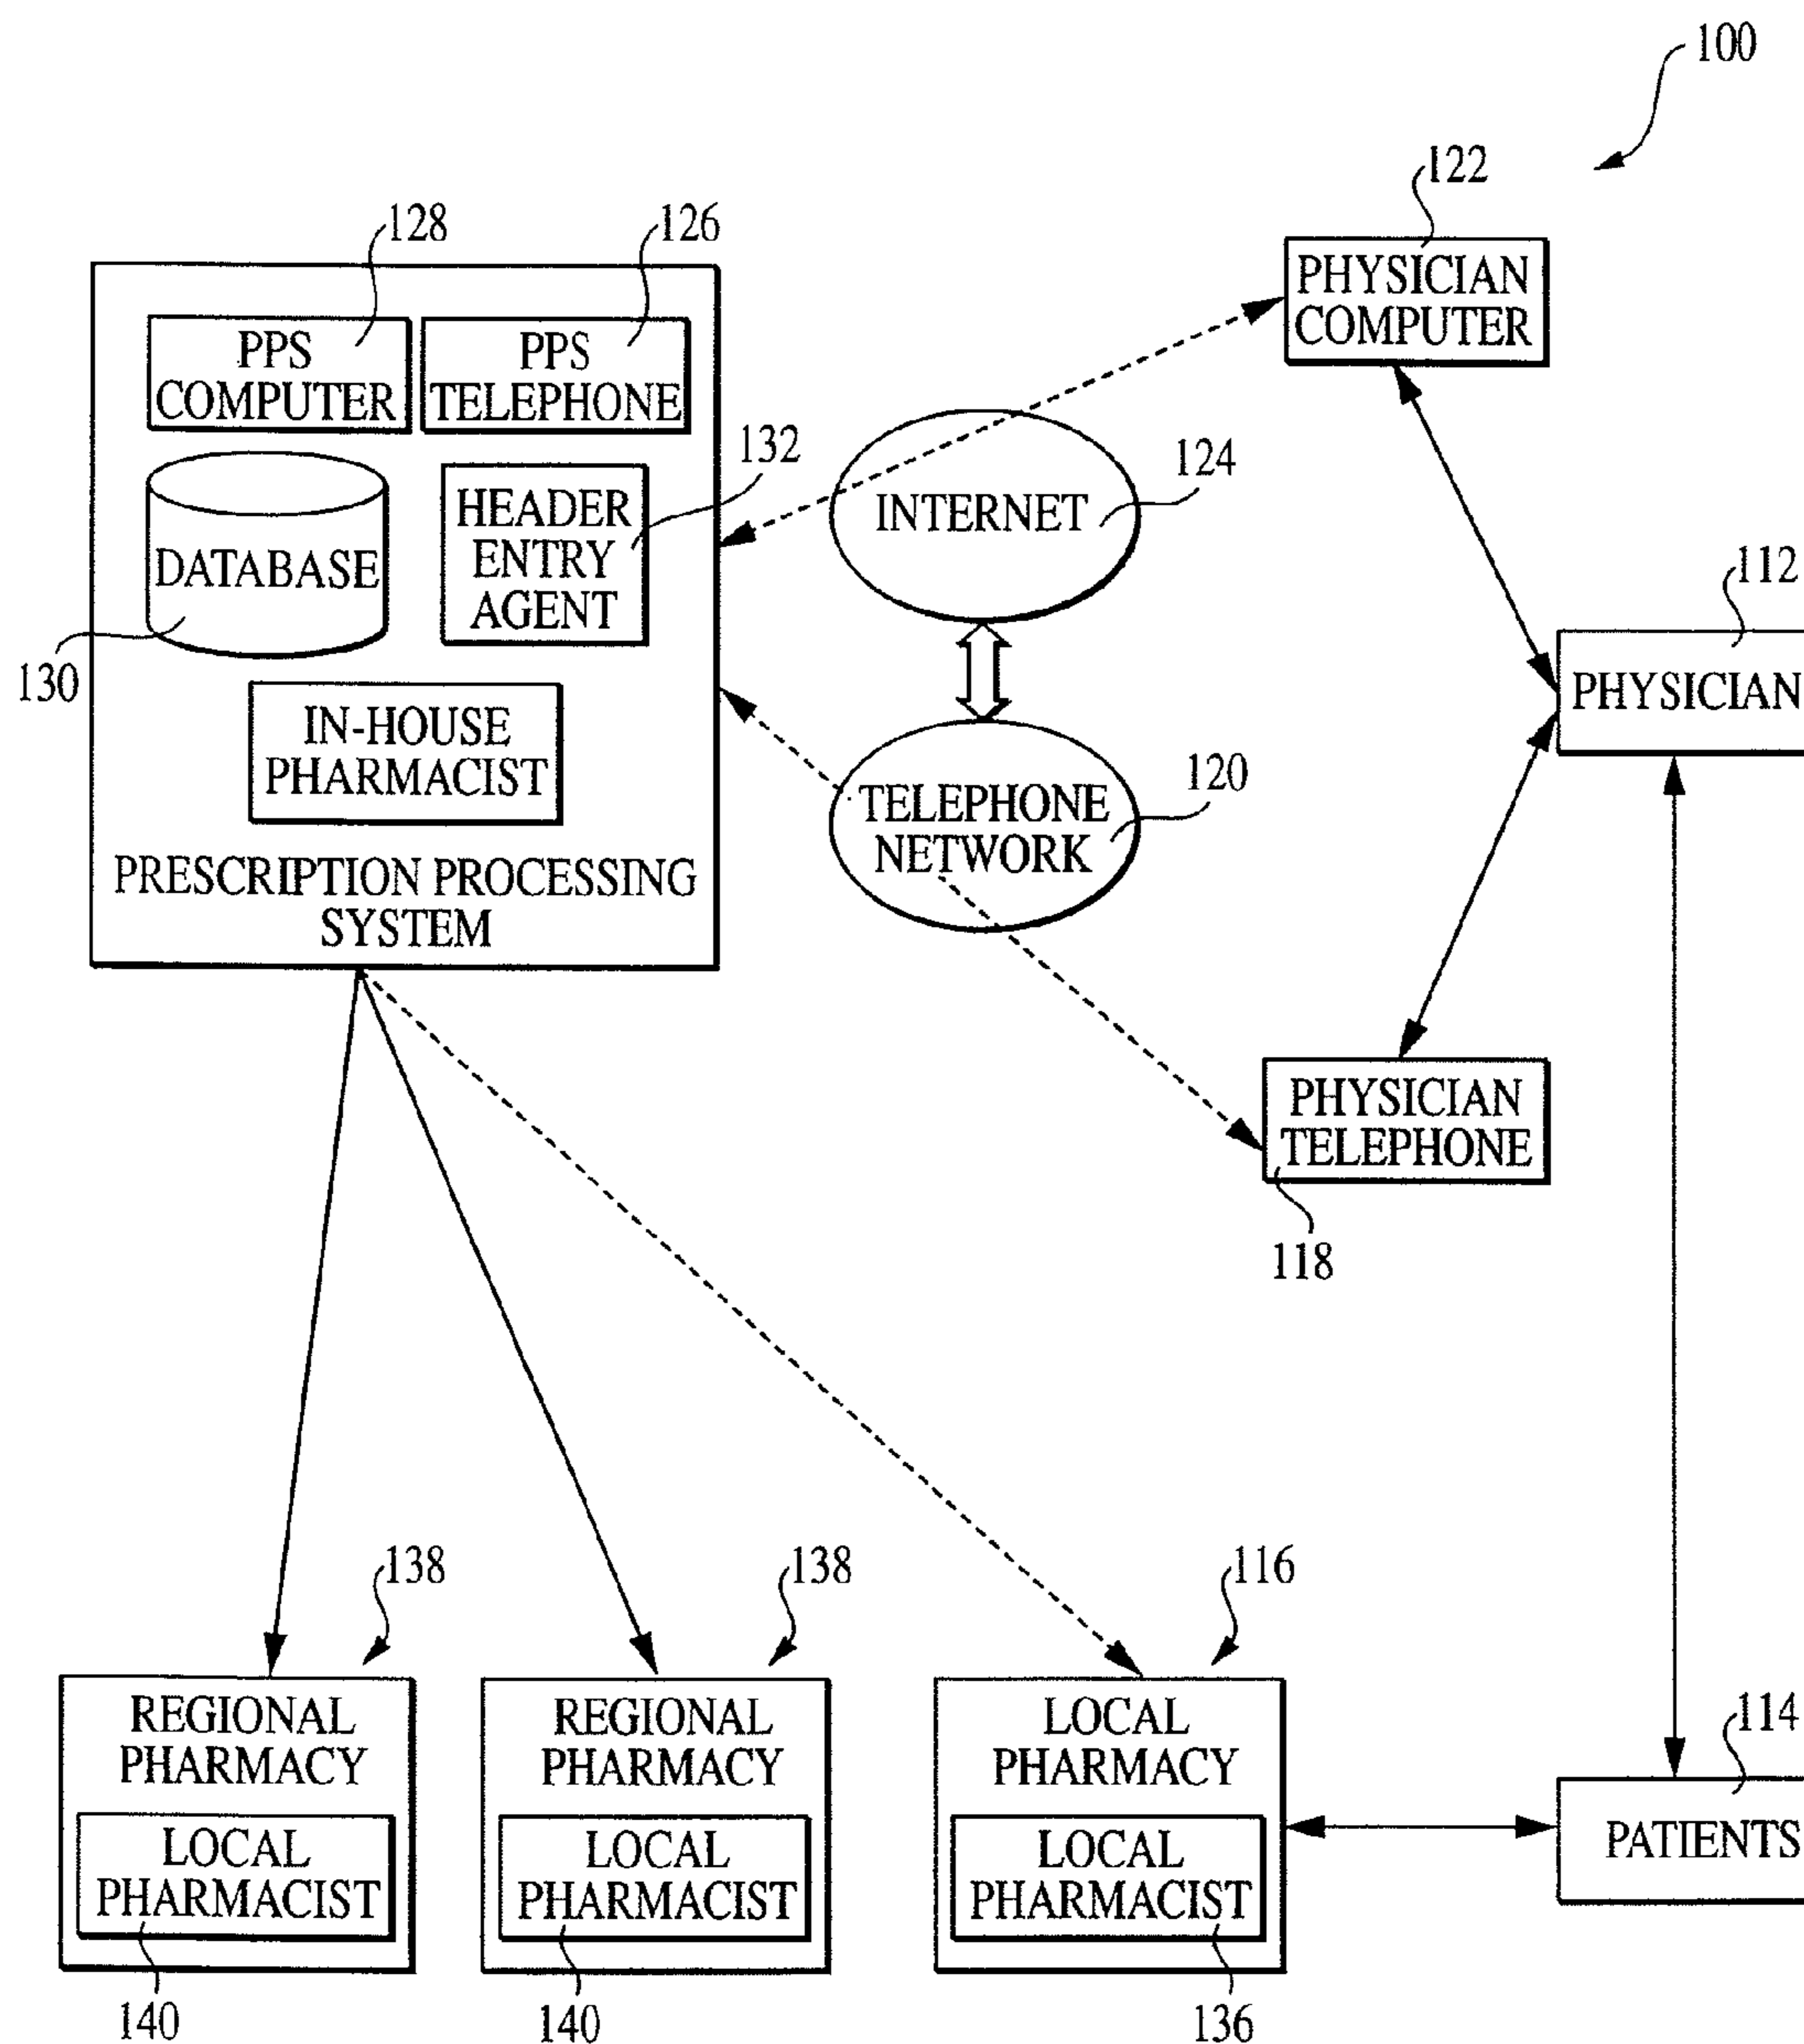 100
122
PHYSICIAN
COMPUTER
128
126
PPS
COMPUTER
PPS
TELEPHONE
132
124
INTERNET
HEADER
ENTRY
AGENT
DATABASE
130
112
PHYSICIAN
IN-HOUSE
PHARMACIST
120
TELEPHONE
NETWORK
PRESCRIPTION PROCESSING
SYSTEM
PHYSICIAN
TELEPHONE
118
138
138
116
REGIONAL
PHARMACY
LOCAL
PHARMACIST
140
REGIONAL
PHARMACY
LOCAL
PHARMACIST
140
LOCAL
PHARMACY
LOCAL
PHARMACIST
136
114
PATIENTS